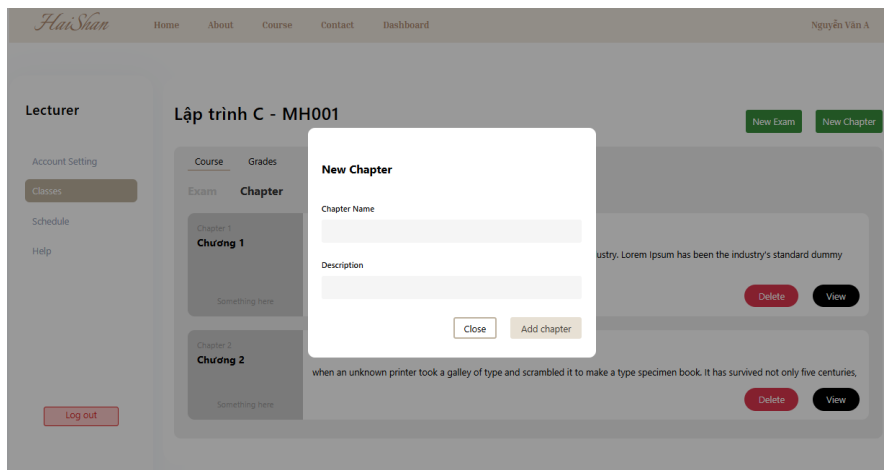 HaiShan
Home About Course Contact Dashboard
Nguyễn Văn A
Lecturer
Account Setting
Classes
Schedule
Help
Log out
Lập trình C - MH001
New Exam
New Chapter
Course Grades
Exam Chapter
Chapter 1
Chương 1
Something here
ustry. Lorem Ipsum has been the industry's standard dummy
Delete
View
Chapter 2
Chương 2
Something here
when an unknown printer took a galley of type and scrambled it to make a type specimen book. It has survived not only five centuries,
Delete
View
New Chapter
Chapter Name
Description
Close
Add chapter